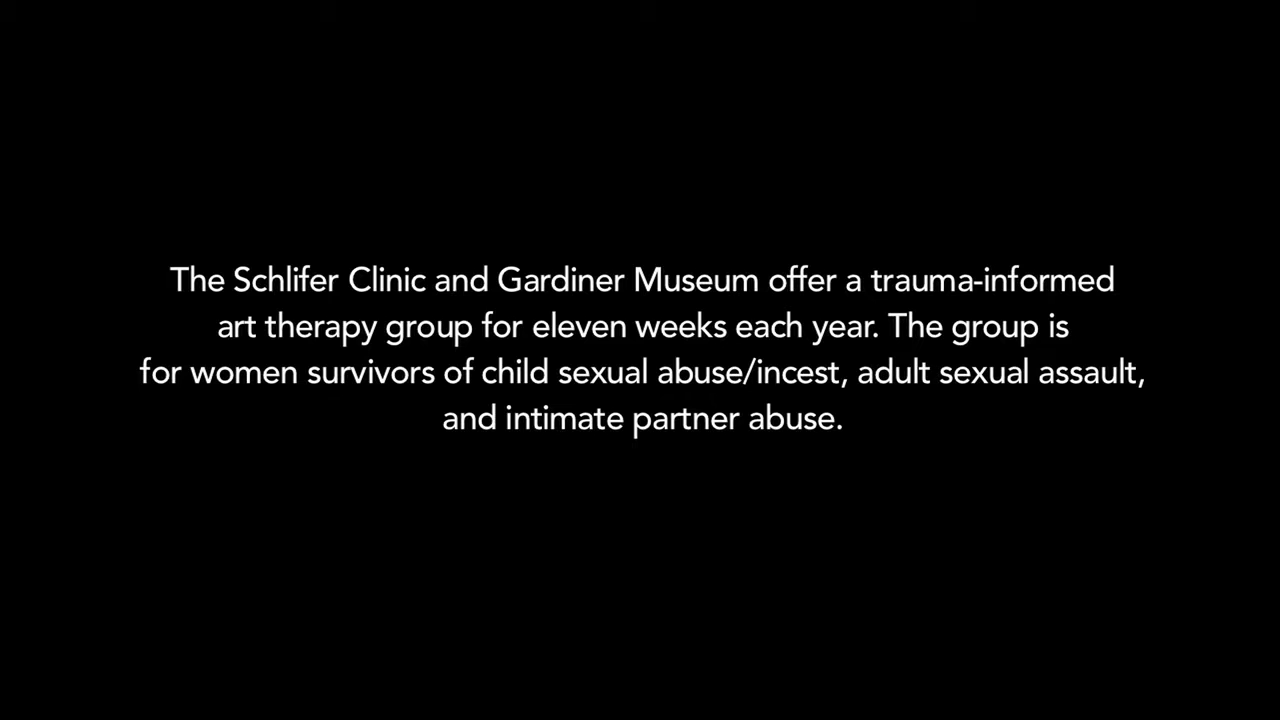 The Schlifer Clinic and Gardiner Museum offer a trauma-informed
art therapy group for eleven weeks each year. The group is
for women survivors of child sexual abuse/incest, adult sexual assault,
and intimate partner abuse.